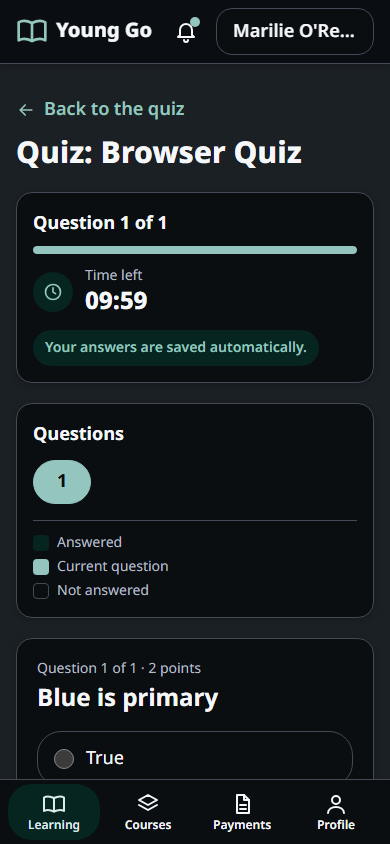 Young Go
Marilie O'Re...
Back to the quiz
Quiz: Browser Quiz
Question 1 of 1
Time left
09:59
Your answers are saved automatically.
Questions
1
Answered
Current question
Not answered
Question 1 of 1 · 2 points
Blue is primary
True
Learning
Courses
Payments
Profile